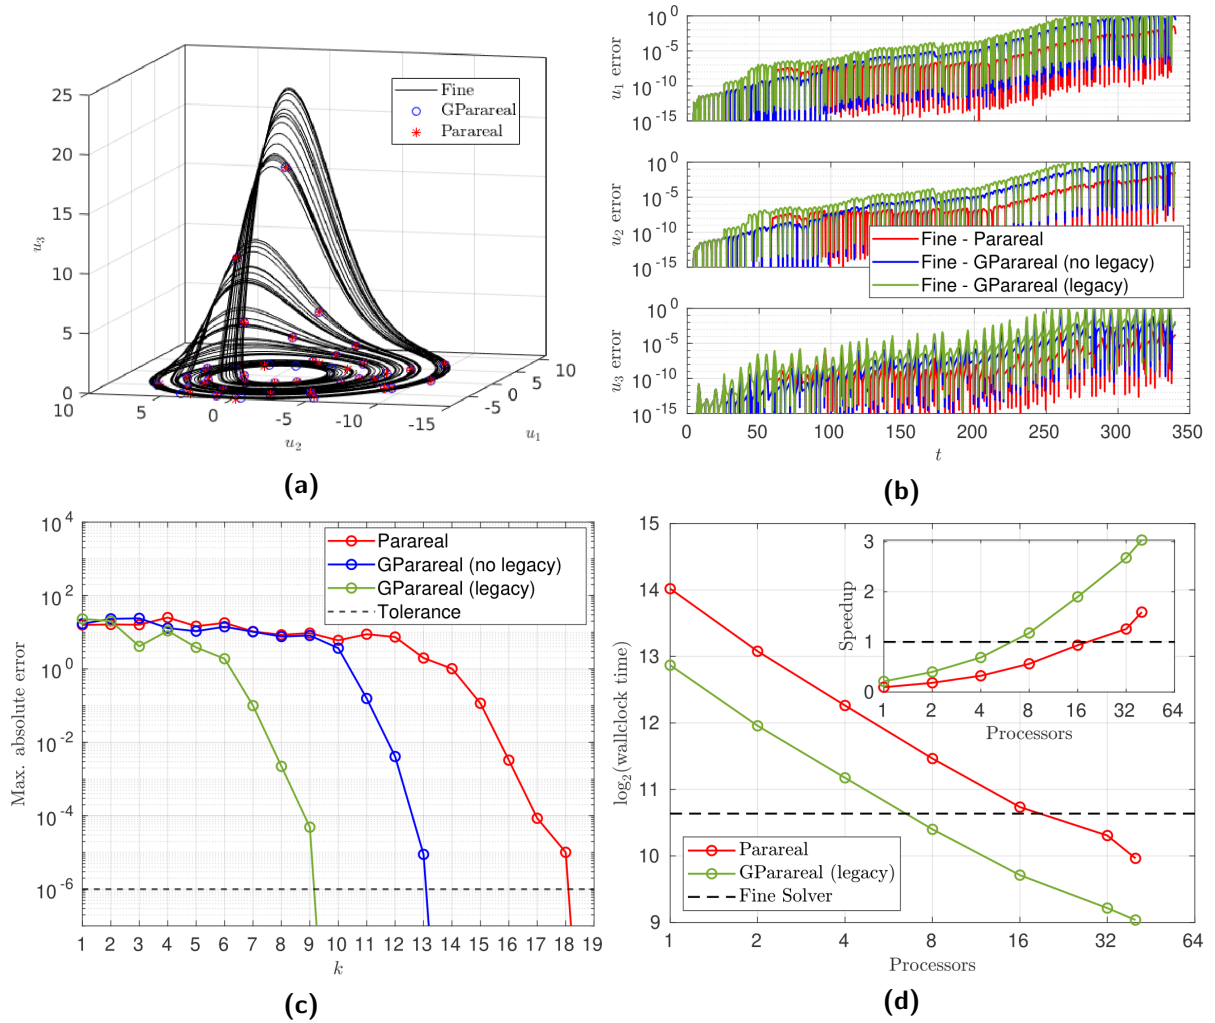 25
20
15
10
5
0
u_3
10
5
0
-5
-10
-15
u_2
-5
0
5
10
u_1
Fine
GParareal
Parareal
(a)
10^0
10^-5
10^-10
10^-15
u_1 error
10^0
10^-5
10^-10
10^-15
u_2 error
Fine - Parareal
Fine - GParareal (no legacy)
Fine - GParareal (legacy)
10^0
10^-5
10^-10
10^-15
u_3 error
0 50 100 150 200 250 300 350
t
(b)
10^4
10^2
10^0
10^-2
10^-4
10^-6
Max. absolute error
Parareal
GParareal (no legacy)
GParareal (legacy)
Tolerance
1 2 3 4 5 6 7 8 9 10 11 12 13 14 15 16 17 18 19
k
(c)
15
14
13
12
11
10
9
log_2(wallclock time)
3
2
1
0
Speedup
1 2 4 8 16 32 64
Processors
Parareal
GParareal (legacy)
Fine Solver
1 2 4 8 16 32 64
Processors
(d)